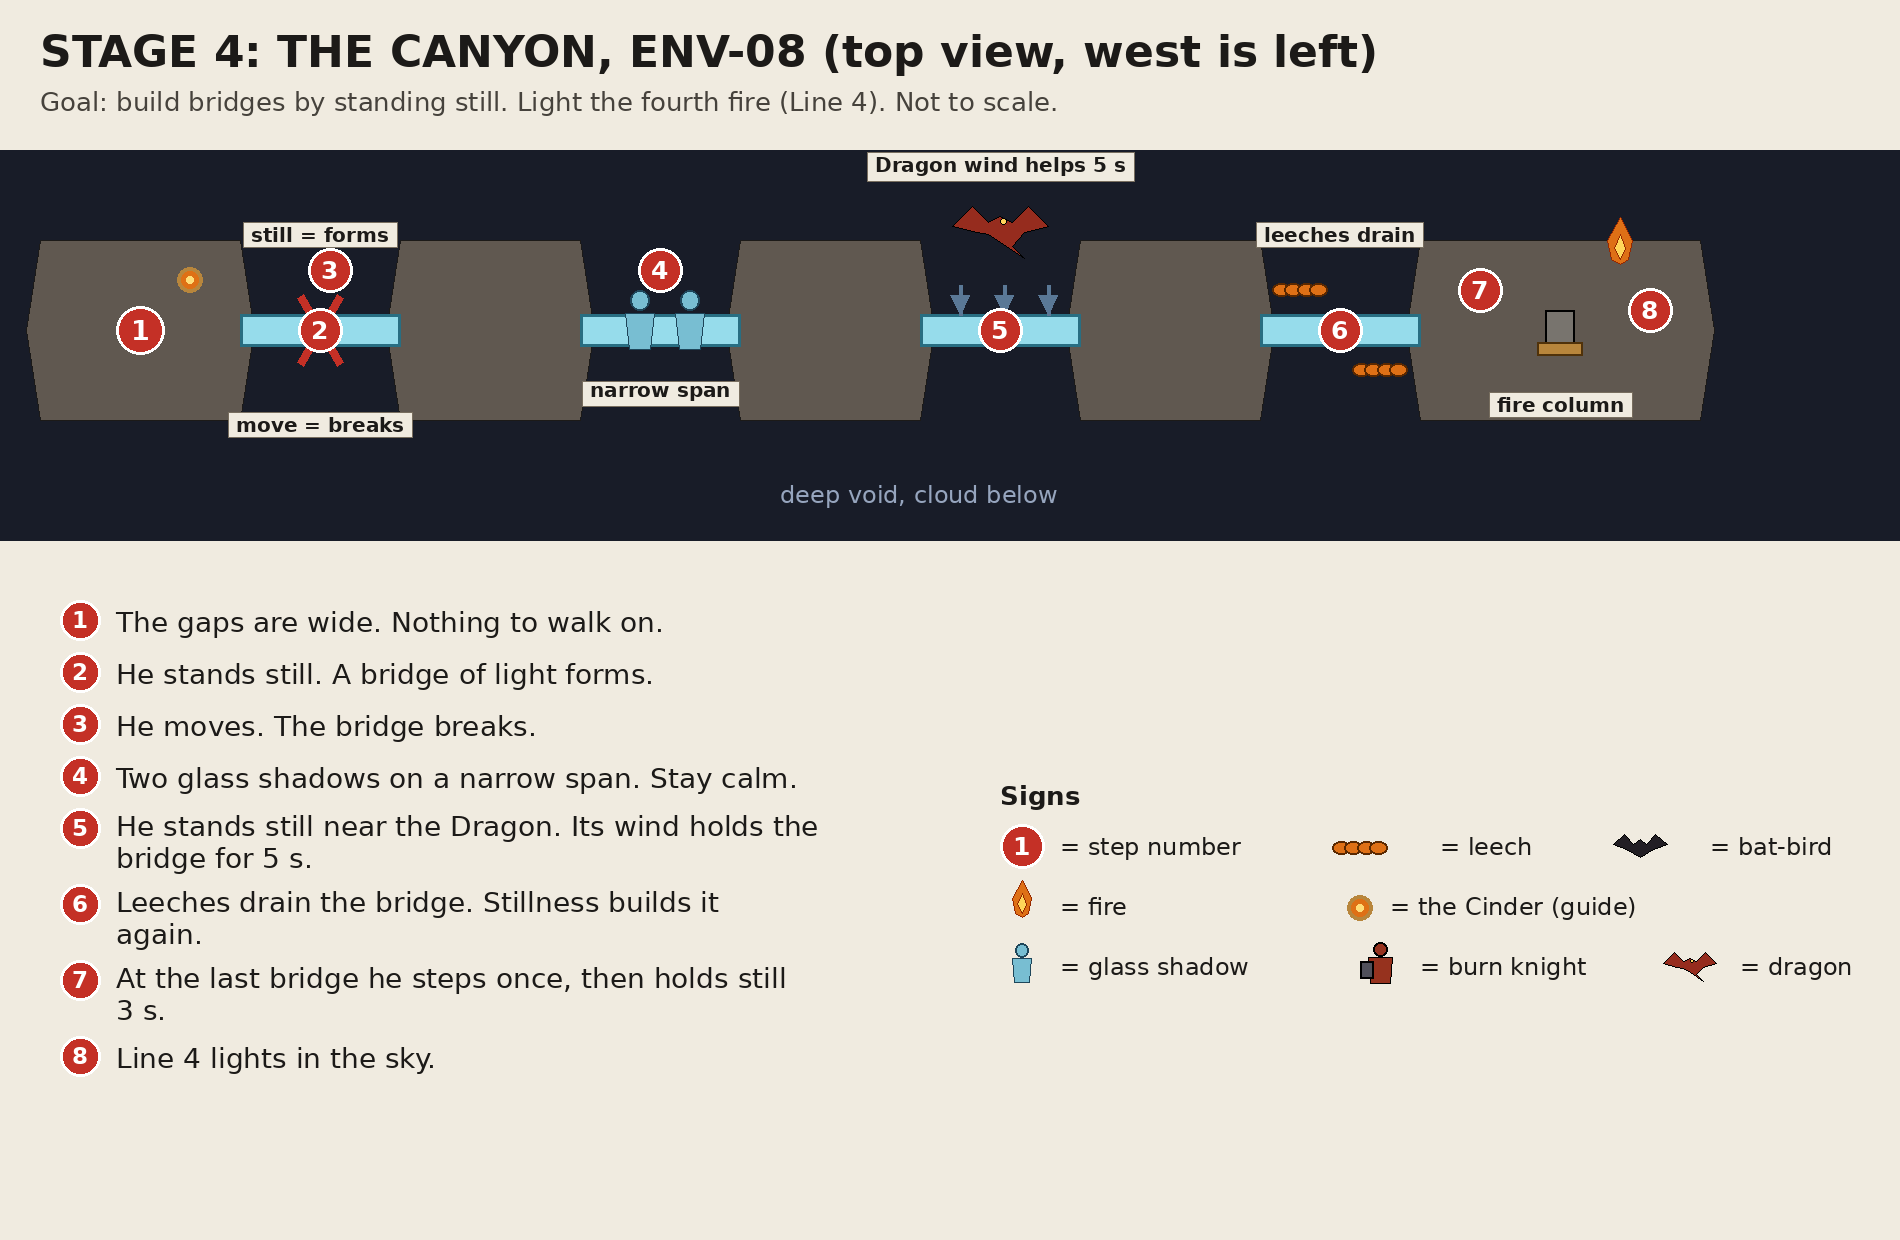 STAGE 4: THE CANYON, ENV-08 (top view, west is left)
Goal: build bridges by standing still. Light the fourth fire (Line 4). Not to scale.
Dragon wind helps 5 s
still = forms
leeches drain
3
4
7
1
2
5
6
8
narrow span
fire column
move = breaks
deep void, cloud below
1 The gaps are wide. Nothing to walk on.
2 He stands still. A bridge of light forms.
3 He moves. The bridge breaks.
4 Two glass shadows on a narrow span. Stay calm.
5 He stands still near the Dragon. Its wind holds the
bridge for 5 s.
6 Leeches drain the bridge. Stillness builds it
again.
7 At the last bridge he steps once, then holds still
3 s.
8 Line 4 lights in the sky.
Signs
1 = step number = leech = bat-bird
= fire = the Cinder (guide)
= glass shadow = burn knight = dragon